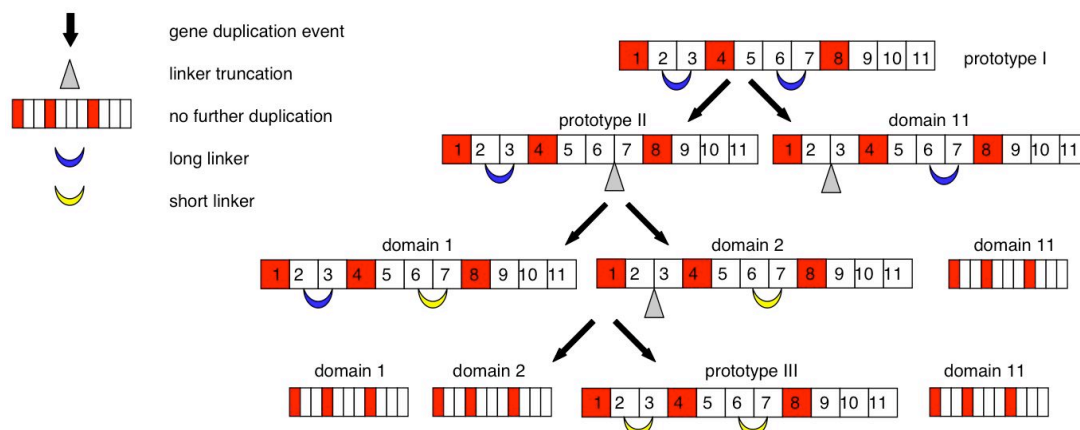 gene duplication event
linker truncation
no further duplication
long linker
short linker
1 2 3 4 5 6 7 8 9 10 11 prototype I
prototype II domain 11
1 2 3 4 5 6 7 8 9 10 11 1 2 3 4 5 6 7 8 9 10 11
domain 1 domain 2 domain 11
1 2 3 4 5 6 7 8 9 10 11 1 2 3 4 5 6 7 8 9 10 11
domain 1 domain 2 prototype III domain 11
1 2 3 4 5 6 7 8 9 10 11